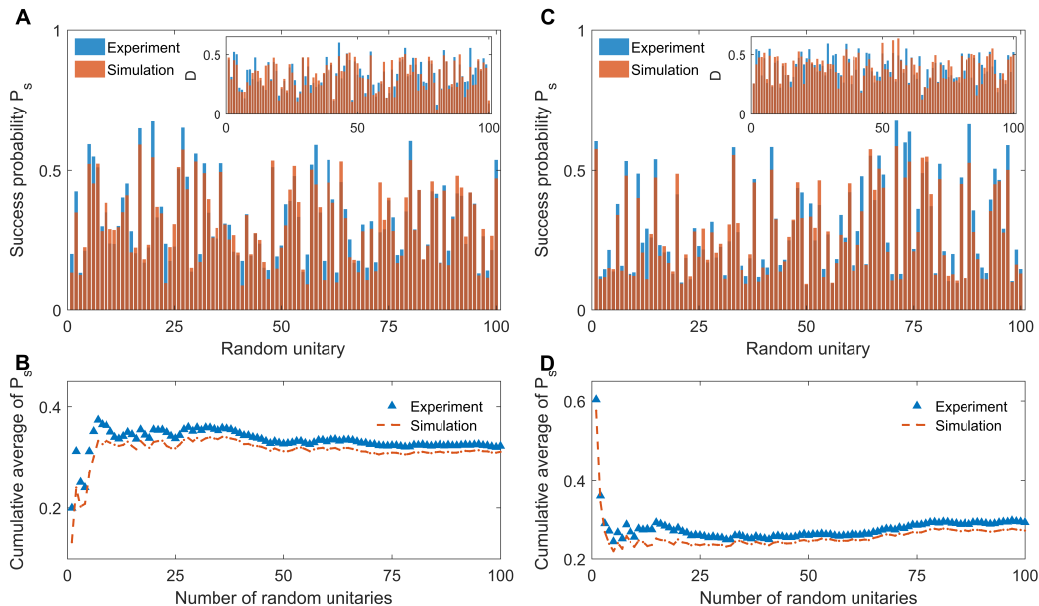 A
Success probability Pₛ
1
0.5
0
Experiment
Simulation
D
0.5
0
0
50
100
0
25
50
75
100
Random unitary
C
Success probability Pₛ
1
0.5
0
Experiment
Simulation
D
0.5
0
0
50
100
0
25
50
75
100
Random unitary
B
Cumulative average of Pₛ
0.4
0.2
Experiment
Simulation
0
25
50
75
100
Number of random unitaries
D
Cumulative average of Pₛ
0.6
0.4
0.2
Experiment
Simulation
0
25
50
75
100
Number of random unitaries